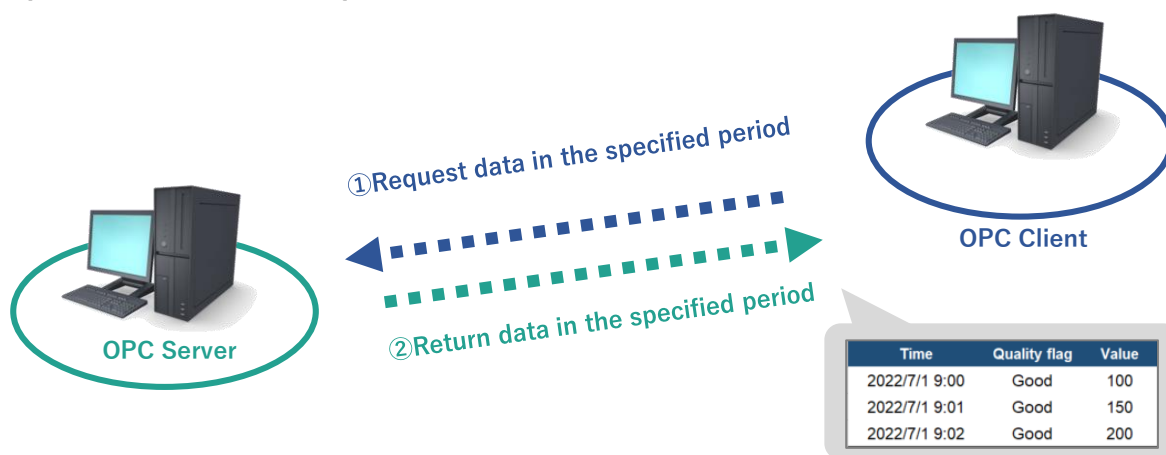 ①Request data in the specified period
OPC Client
OPC Server
②Return data in the specified period
Time Quality flag Value
2022/7/1 9:00 Good 100
2022/7/1 9:01 Good 150
2022/7/1 9:02 Good 200